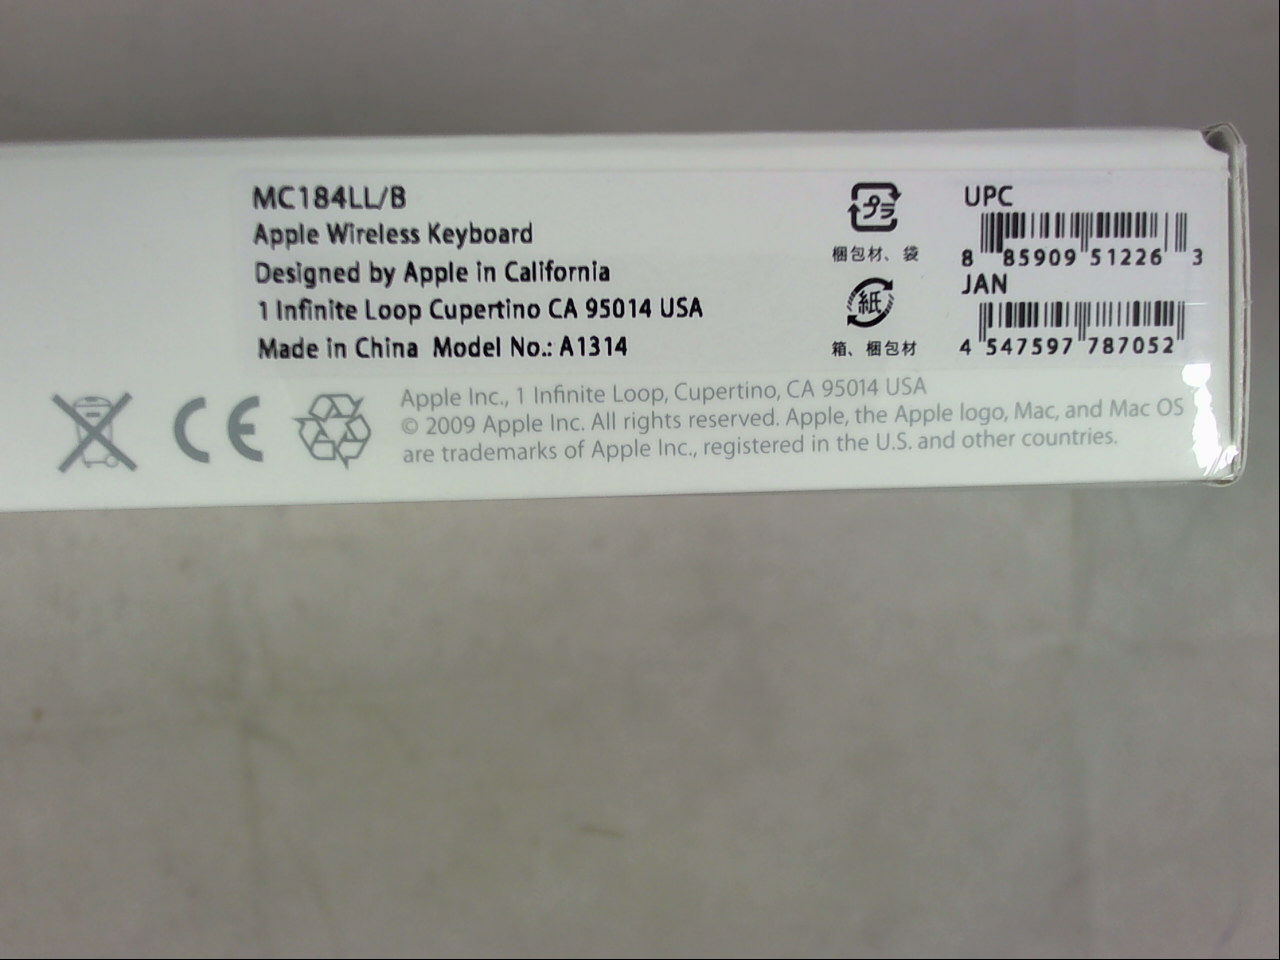 MC184LL/B
Apple Wireless Keyboard
Designed by Apple in California
1 Infinite Loop Cupertino CA 95014 USA
Made in China Model No.: A1314
プラ
梱包材、袋
紙
箱、梱包材
UPC
8 85909 51226 3
JAN
4 547597 787052
CE
Apple Inc., 1 Infinite Loop, Cupertino, CA 95014 USA
© 2009 Apple Inc. All rights reserved. Apple, the Apple logo, Mac, and Mac OS
are trademarks of Apple Inc., registered in the U.S. and other countries.